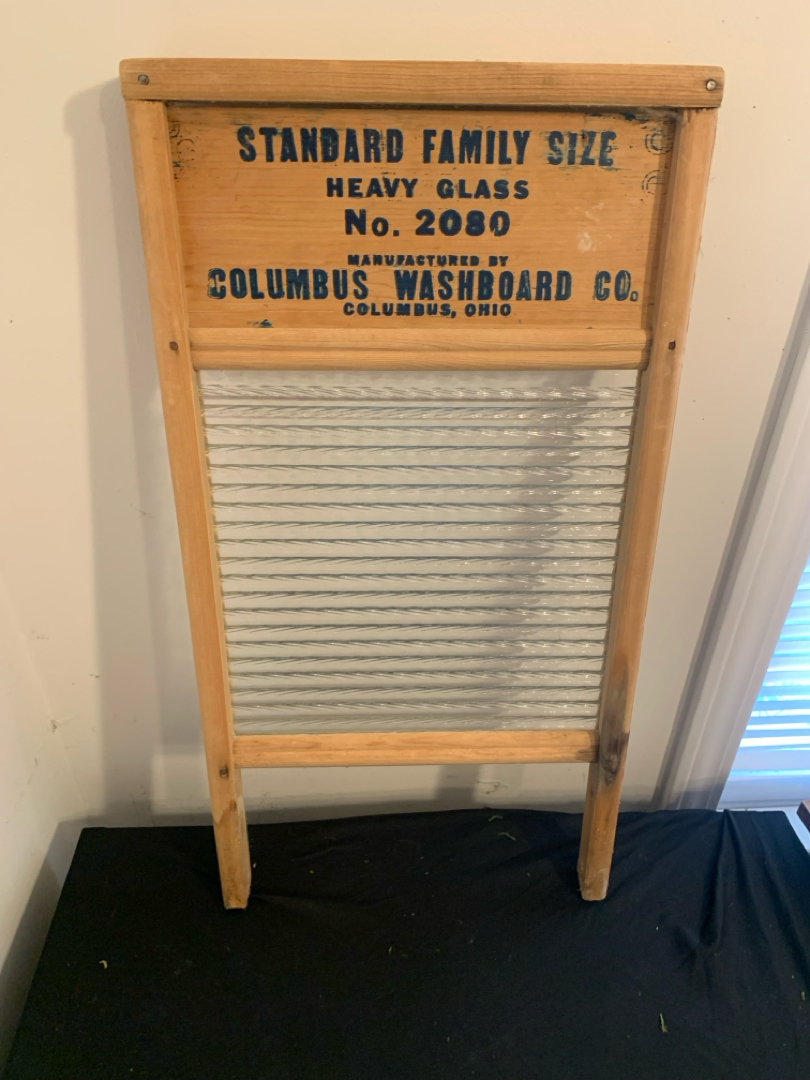 STANDARD FAMILY SIZE
HEAVY GLASS
No. 2080
MANUFACTURED BY
COLUMBUS WASHBOARD CO.
COLUMBUS, OHIO